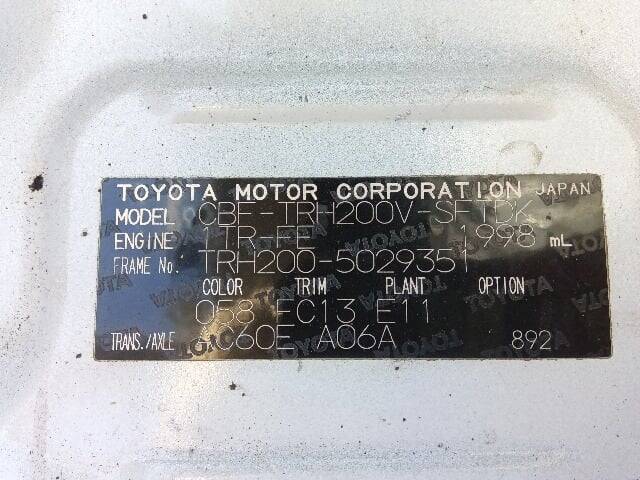 TOYOTA MOTOR CORPORATION JAPAN
MODEL CBF-TRH200V-SFTDK
ENGINE 1TR-FE 1998 mL
FRAME No. TRH200-5029351
COLOR TRIM PLANT OPTION
058 EC13 E11
TRANS./AXLE AC60E A06A 892